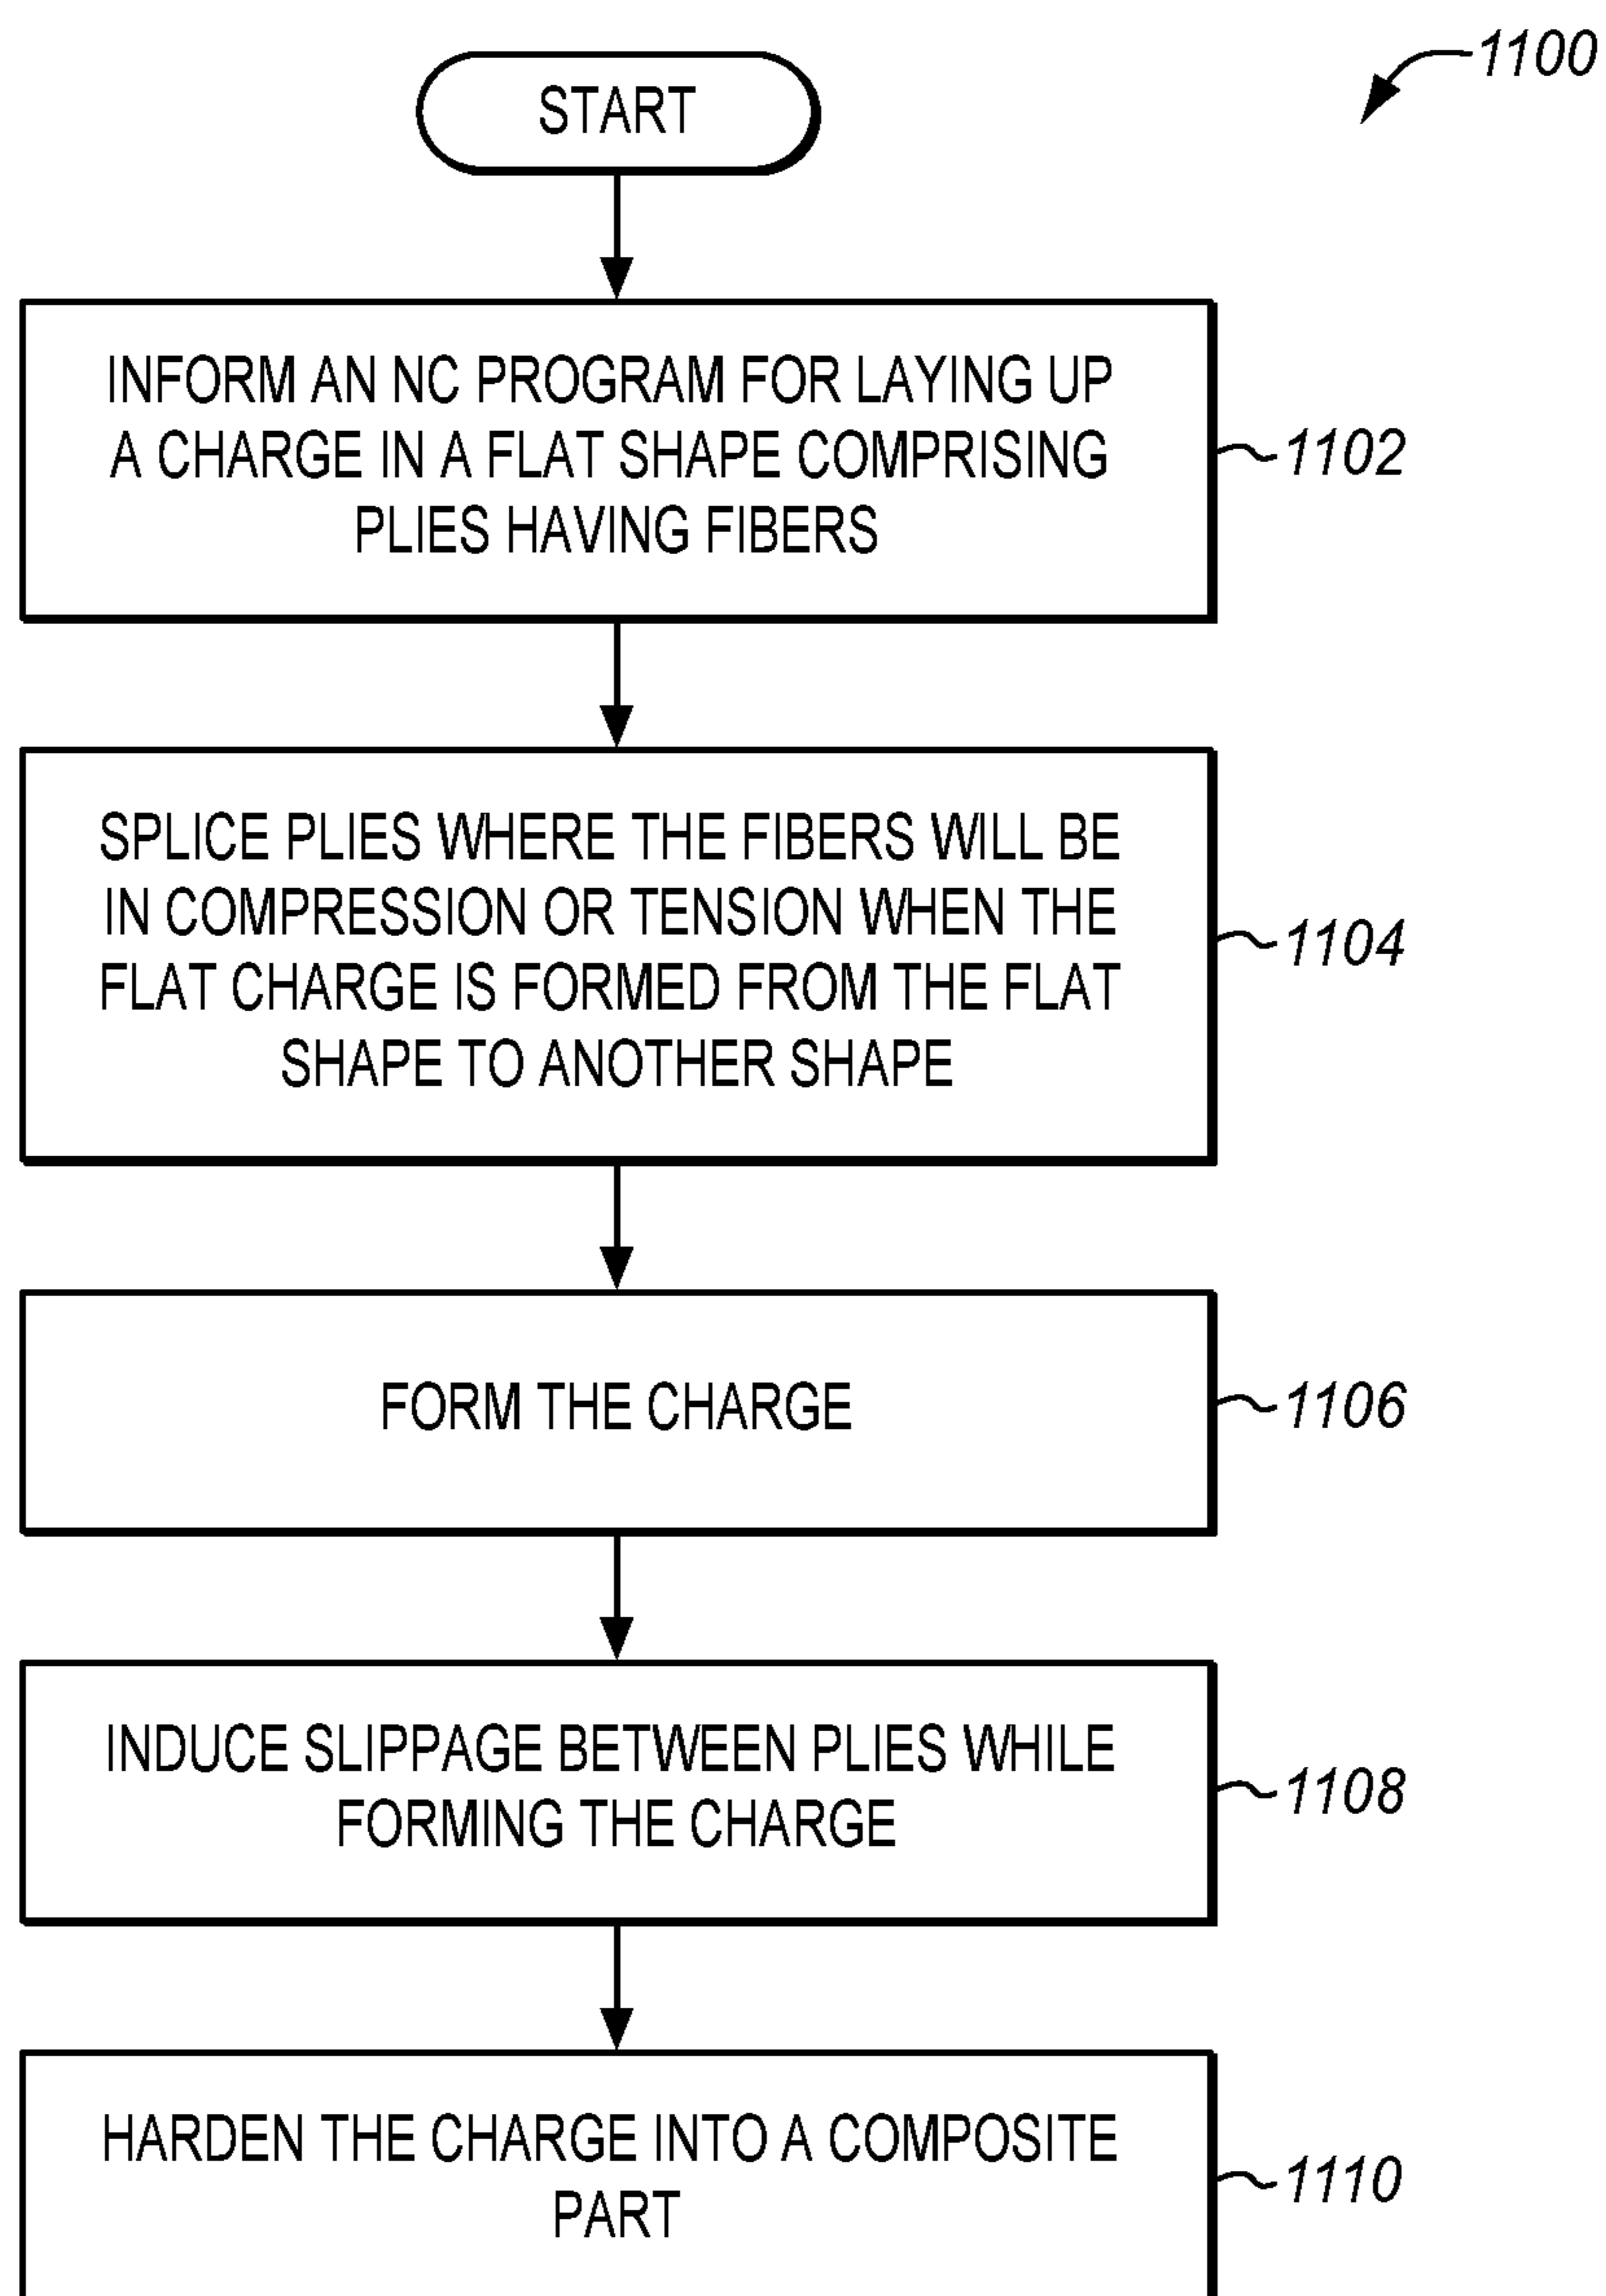 1100
START
INFORM AN NC PROGRAM FOR LAYING UP
A CHARGE IN A FLAT SHAPE COMPRISING
PLIES HAVING FIBERS
1102
SPLICE PLIES WHERE THE FIBERS WILL BE
IN COMPRESSION OR TENSION WHEN THE
FLAT CHARGE IS FORMED FROM THE FLAT
SHAPE TO ANOTHER SHAPE
1104
FORM THE CHARGE
1106
INDUCE SLIPPAGE BETWEEN PLIES WHILE
FORMING THE CHARGE
1108
HARDEN THE CHARGE INTO A COMPOSITE
PART
1110